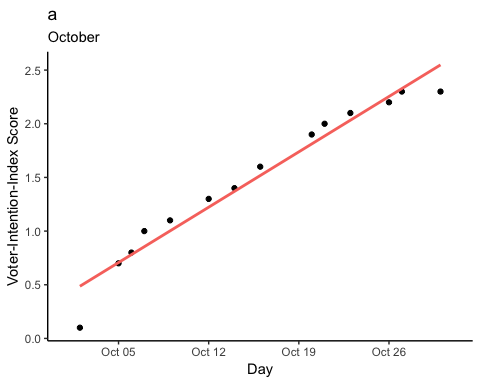 a
October
Voter-Intention-Index Score
2.5
2.0
1.5
1.0
0.5
0.0
Oct 05
Oct 12
Oct 19
Oct 26
Day